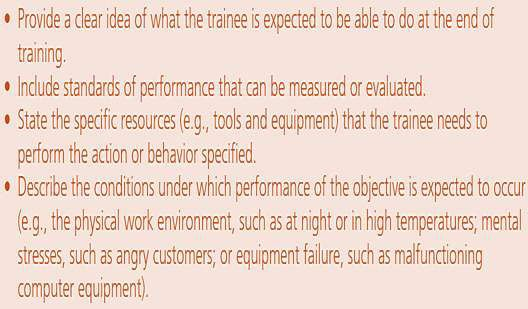 • Provide a clear idea of what the trainee is expected to be able to do at the end of
training.
• Include standards of performance that can be measured or evaluated.
• State the specific resources (e.g., tools and equipment) that the trainee needs to
perform the action or behavior specified.
• Describe the conditions under which performance of the objective is expected to occur
(e.g., the physical work environment, such as at night or in high temperatures; mental
stresses, such as angry customers; or equipment failure, such as malfunctioning
computer equipment).